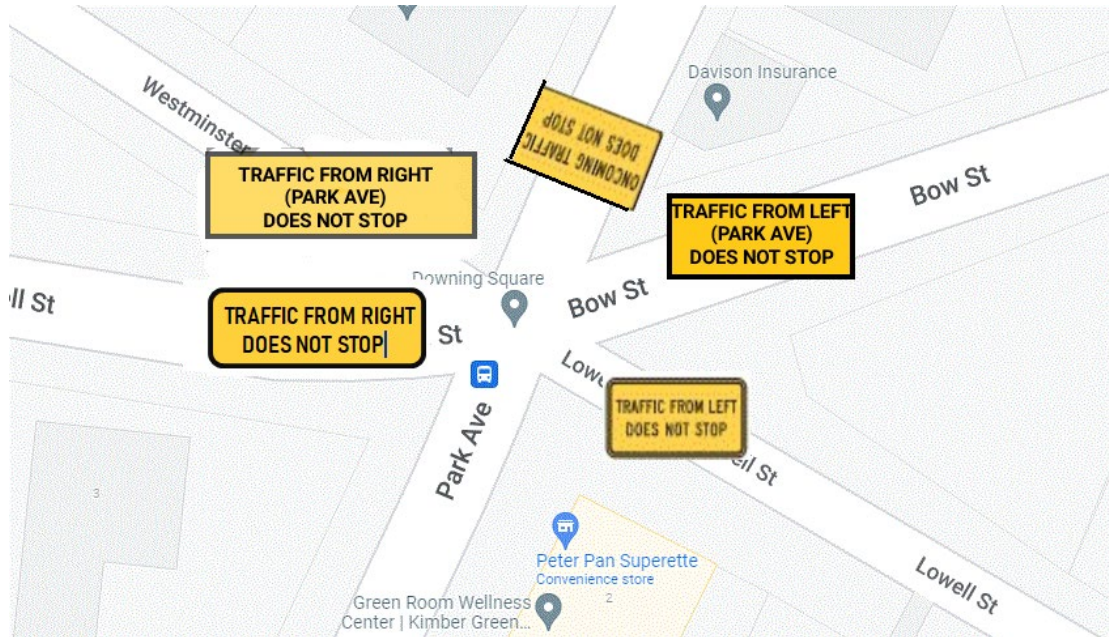 Davison Insurance
Westminster
ONCOMING TRAFFIC
DOES NOT STOP
TRAFFIC FROM RIGHT
(PARK AVE)
DOES NOT STOP
Bow St
TRAFFIC FROM LEFT
(PARK AVE)
DOES NOT STOP
Downing Square
ll St
Bow St
TRAFFIC FROM RIGHT
DOES NOT STOP
St
Lowe
TRAFFIC FROM LEFT
DOES NOT STOP
Park Ave
ell St
3
Peter Pan Superette
Convenience store
Lowell St
2
Green Room Wellness
Center | Kimber Green...